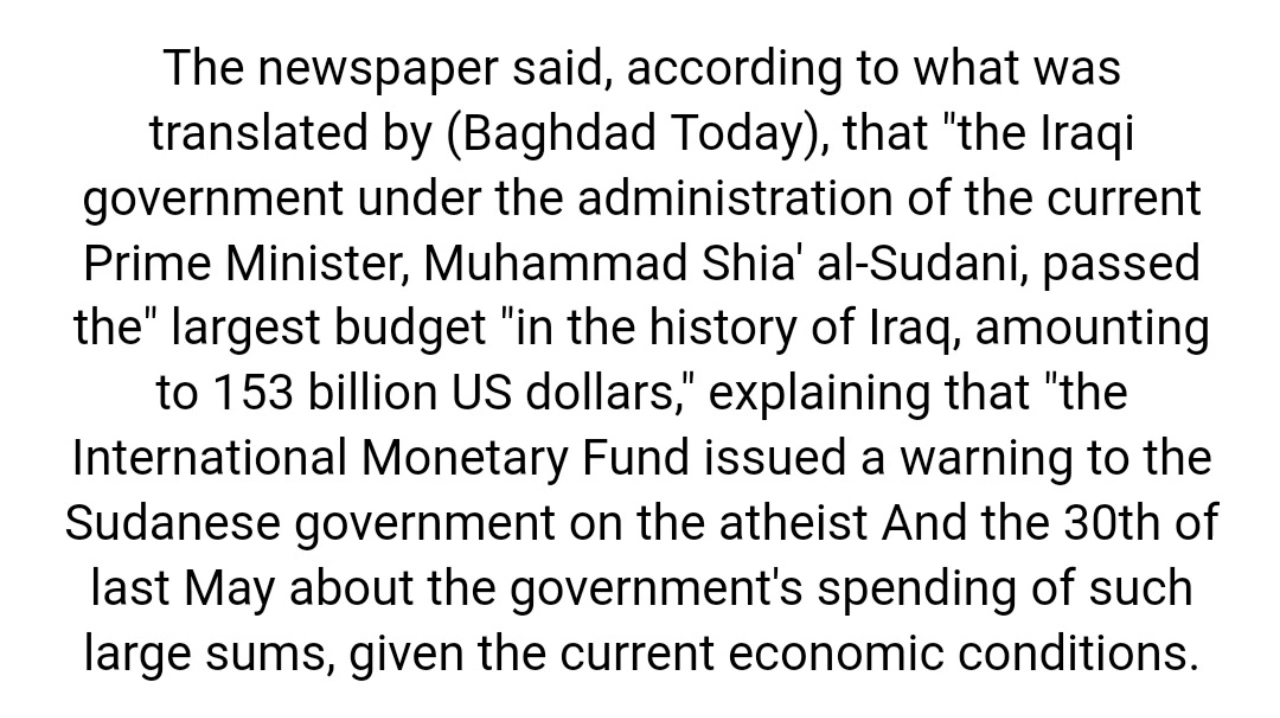 The newspaper said, according to what was
translated by (Baghdad Today), that "the Iraqi
government under the administration of the current
Prime Minister, Muhammad Shia' al-Sudani, passed
the" largest budget "in the history of Iraq, amounting
to 153 billion US dollars," explaining that "the
International Monetary Fund issued a warning to the
Sudanese government on the atheist And the 30th of
last May about the government's spending of such
large sums, given the current economic conditions.